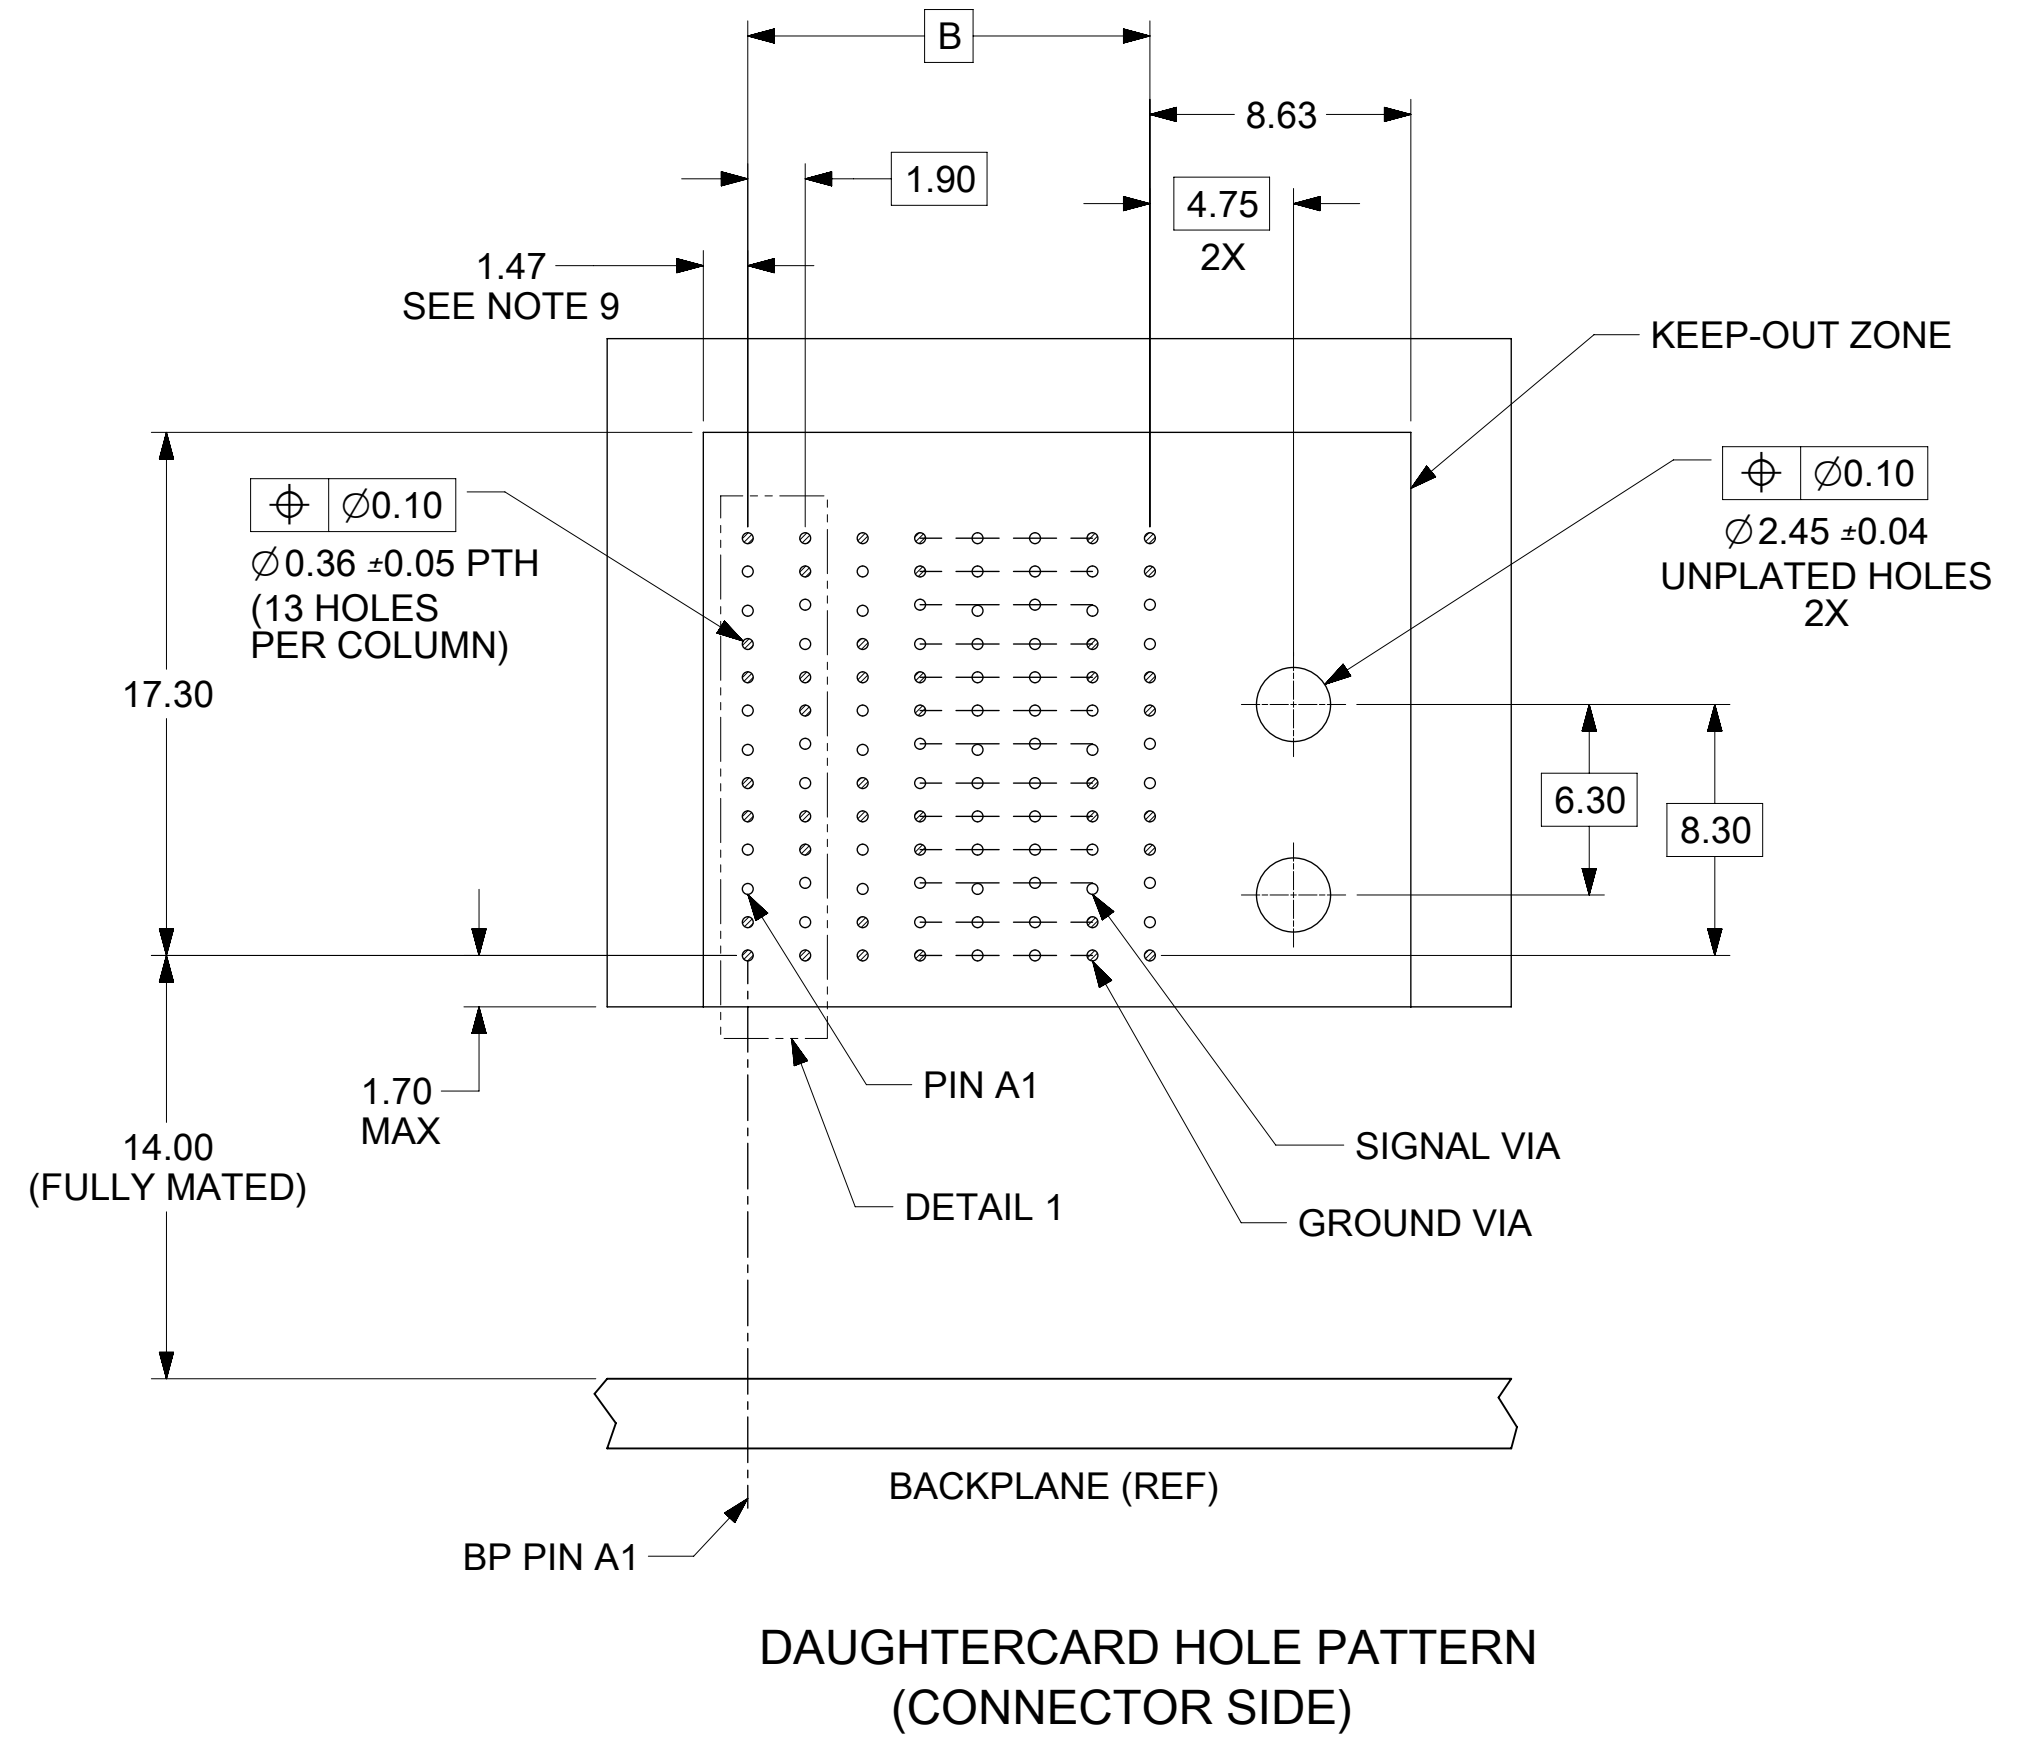 B
8.63
1.90
4.75
2X
1.47
SEE NOTE 9
KEEP-OUT ZONE
⌖ ∅0.10
∅0.36 ±0.05 PTH
(13 HOLES
PER COLUMN)
⌖ ∅0.10
∅2.45 ±0.04
UNPLATED HOLES
2X
17.30
6.30
8.30
1.70
MAX
PIN A1
14.00
(FULLY MATED)
SIGNAL VIA
DETAIL 1
GROUND VIA
BACKPLANE (REF)
BP PIN A1
DAUGHTERCARD HOLE PATTERN
(CONNECTOR SIDE)